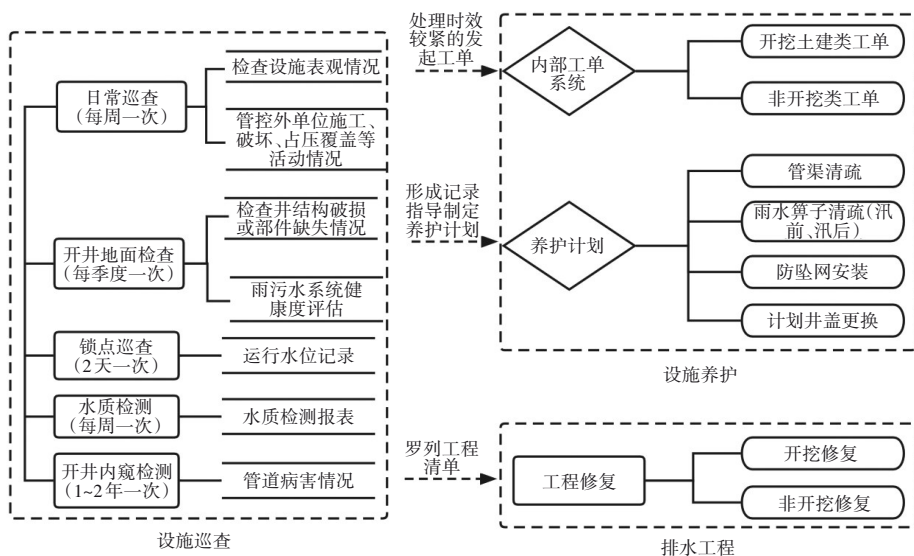 日常巡查
(每周一次)
检查设施表观情况
管控外单位施工、
破坏、占压覆盖等
活动情况
开井地面检查
(每季度一次)
检查井结构破损
或部件缺失情况
雨污水系统健
康度评估
锁点巡查
(2天一次)
运行水位记录
水质检测
(每周一次)
水质检测报表
开井内窥检测
(1~2年一次)
管道病害情况
设施巡查
处理时效
较紧的发
起工单
内部工单
系统
开挖土建类工单
非开挖类工单
形成记录
指导制定
养护计划
养护计划
管渠清疏
雨水箅子清疏(汛
前、汛后)
防坠网安装
计划井盖更换
设施养护
罗列工程
清单
工程修复
开挖修复
非开挖修复
排水工程